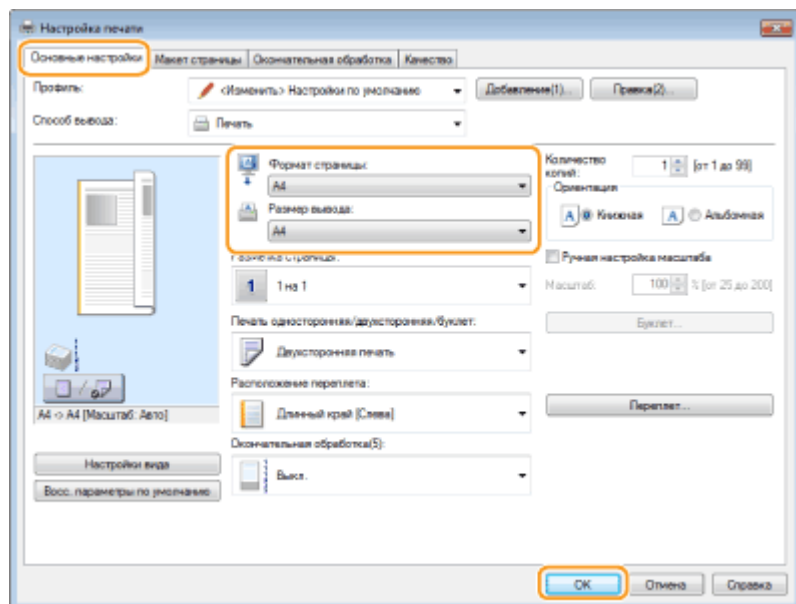 Настройка печати
Основные настройки Макет страницы Окончательная обработка Качество
Профиль: <Изменить> Настройки по умолчанию Добавление(1)... Правка(2)...
Способ вывода: Печать
Формат страницы:
A4
Размер вывода:
A4
Количество копий: 1 [от 1 до 99]
Ориентация
A Книжная A Альбомная
Разметка страницы:
1 1 на 1
Ручная настройка масштаба
Масштаб: 100 % [от 25 до 200]
Печать односторонняя/двухсторонняя/буклет:
Двухсторонняя печать
Буклет...
Расположение переплета:
Длинный край [Слева]
Переплет...
A4 -> A4 [Масштаб: Авто]
Окончательная обработка(5):
Выкл.
Настройки вида
Восс. параметры по умолчанию
OK Отмена Справка